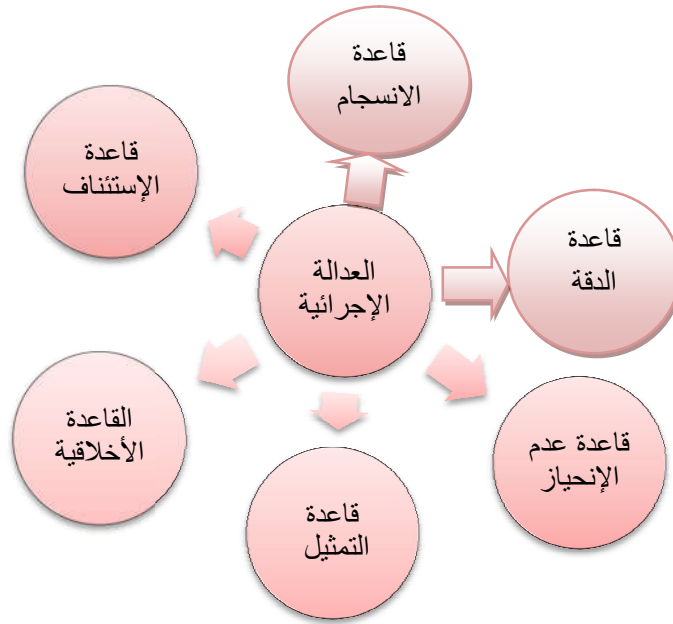 قاعدة
الانسجام
قاعدة
الإستئناف
قاعدة
الدقة
العدالة
الإجرائية
القاعدة
الأخلاقية
قاعدة عدم
الإنحياز
قاعدة
التمثيل